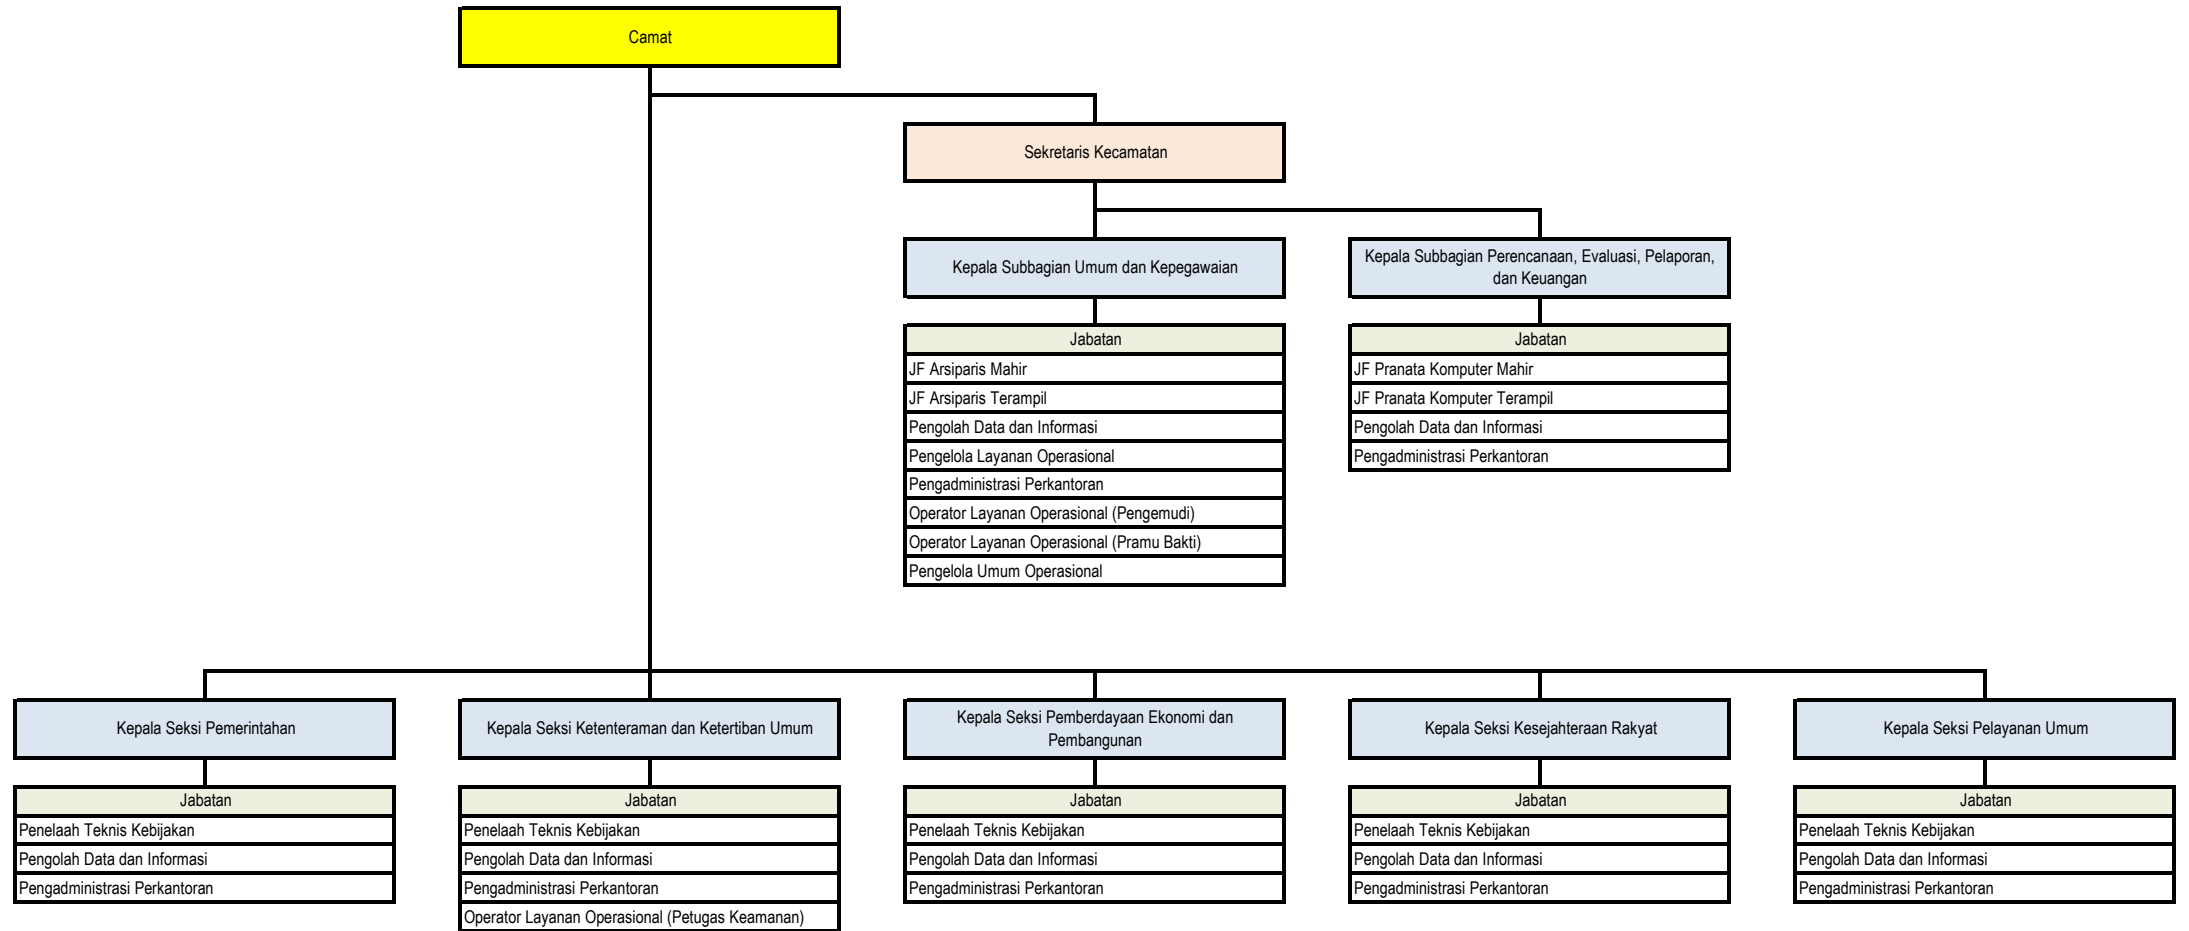 Camat
Sekretaris Kecamatan
Kepala Subbagian Umum dan Kepegawaian
Kepala Subbagian Perencanaan, Evaluasi, Pelaporan,
dan Keuangan
Jabatan
JF Arsiparis Mahir
JF Arsiparis Terampil
Pengolah Data dan Informasi
Pengelola Layanan Operasional
Pengadministrasi Perkantoran
Operator Layanan Operasional (Pengemudi)
Operator Layanan Operasional (Pramu Bakti)
Pengelola Umum Operasional
Jabatan
JF Pranata Komputer Mahir
JF Pranata Komputer Terampil
Pengolah Data dan Informasi
Pengadministrasi Perkantoran
Kepala Seksi Pemerintahan
Jabatan
Penelaah Teknis Kebijakan
Pengolah Data dan Informasi
Pengadministrasi Perkantoran
Kepala Seksi Ketenteraman dan Ketertiban Umum
Jabatan
Penelaah Teknis Kebijakan
Pengolah Data dan Informasi
Pengadministrasi Perkantoran
Operator Layanan Operasional (Petugas Keamanan)
Kepala Seksi Pemberdayaan Ekonomi dan
Pembangunan
Jabatan
Penelaah Teknis Kebijakan
Pengolah Data dan Informasi
Pengadministrasi Perkantoran
Kepala Seksi Kesejahteraan Rakyat
Jabatan
Penelaah Teknis Kebijakan
Pengolah Data dan Informasi
Pengadministrasi Perkantoran
Kepala Seksi Pelayanan Umum
Jabatan
Penelaah Teknis Kebijakan
Pengolah Data dan Informasi
Pengadministrasi Perkantoran